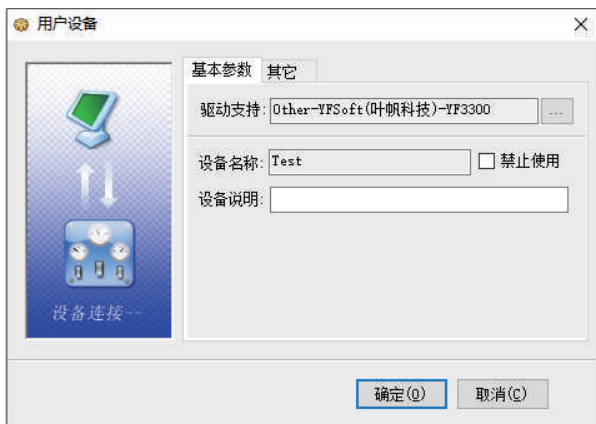 用户设备
基本参数 其它
驱动支持: Other-YFSoft(叶帆科技)-YF3300 ...
设备名称: Test 禁止使用
设备说明:
设备连接--
确定(O) 取消(C)